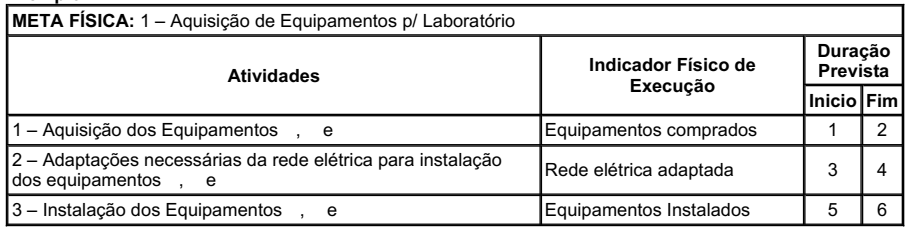 META FÍSICA: 1 – Aquisição de Equipamentos p/ Laboratório
Atividades
Indicador Físico de
Execução
Duração
Prevista
Inicio Fim
1 – Aquisição dos Equipamentos , e
Equipamentos comprados
1
2
2 – Adaptações necessárias da rede elétrica para instalação
dos equipamentos , e
Rede elétrica adaptada
3
4
3 – Instalação dos Equipamentos , e
Equipamentos Instalados
5
6